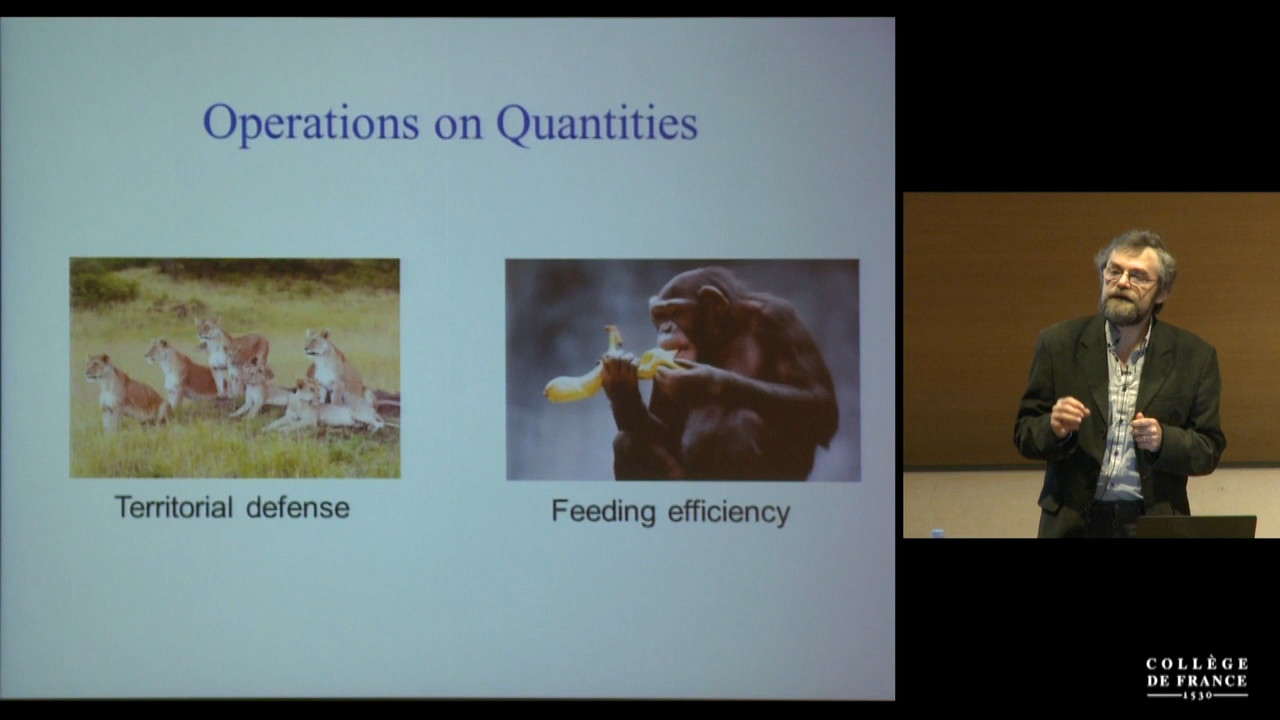 Operations on Quantities
Territorial defense
Feeding efficiency
COLLÈGE
DE FRANCE
1530